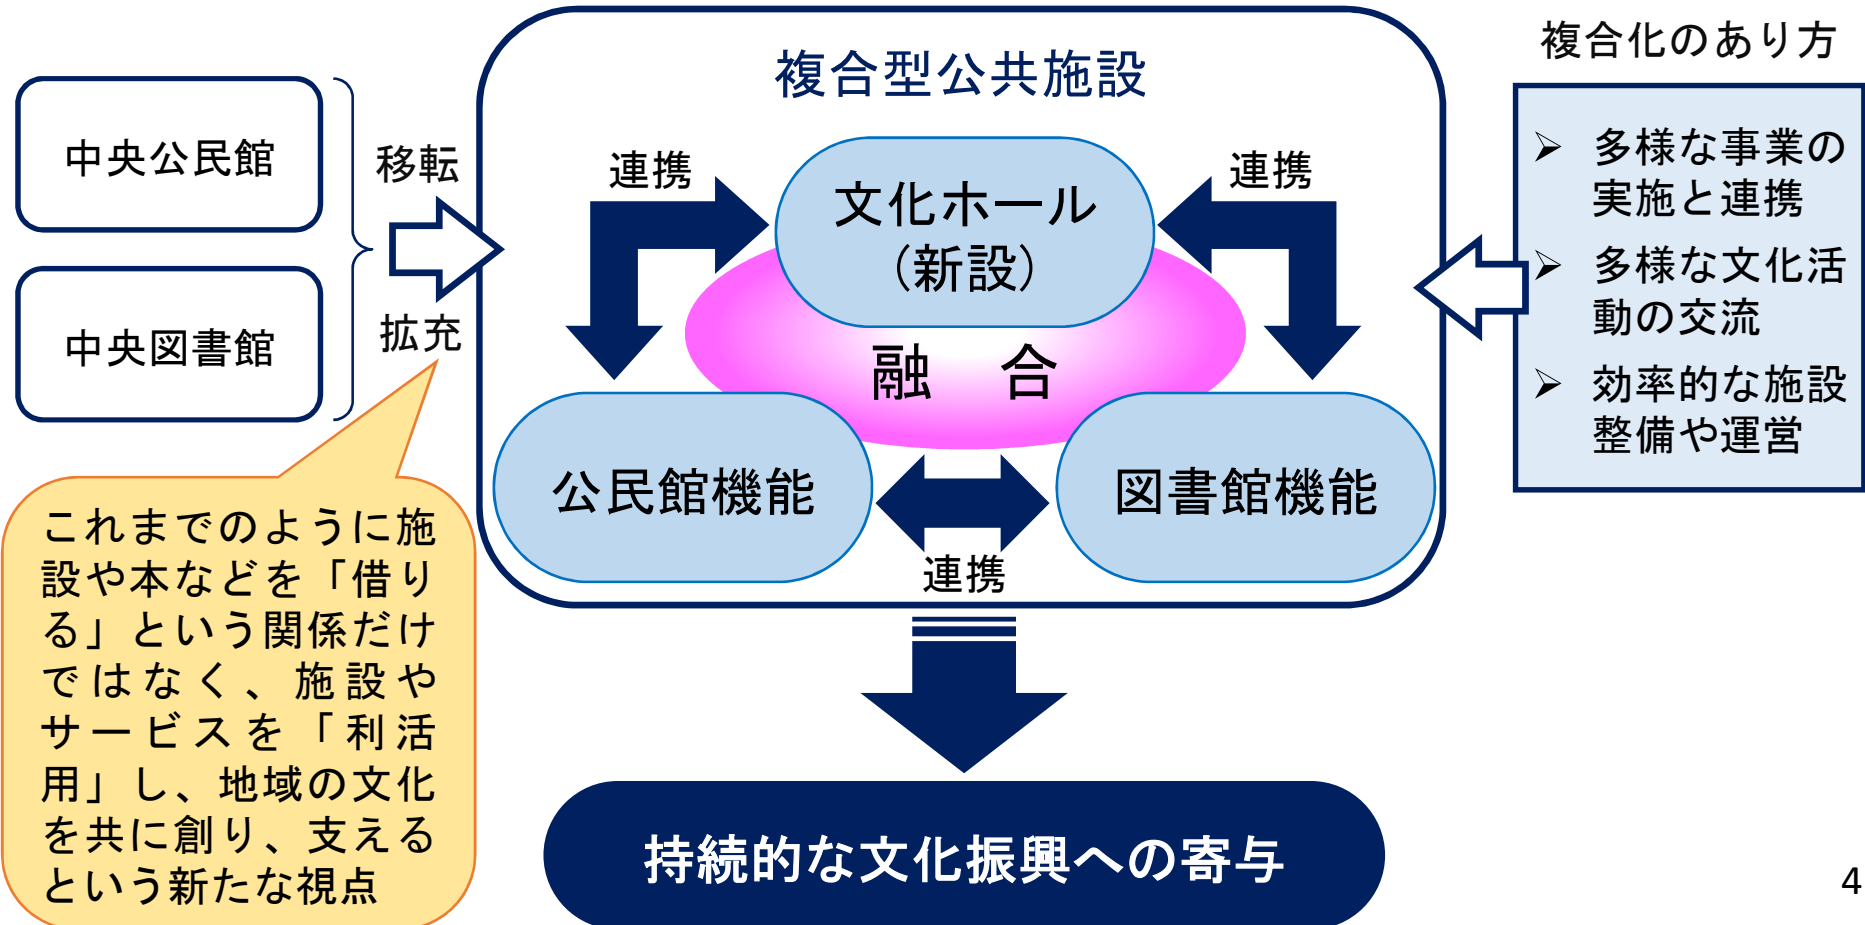 複合型公共施設
複合化のあり方
中央公民館
中央図書館
移転
拡充
連携
連携
文化ホール
(新設)
融　合
公民館機能
図書館機能
連携
➢ 多様な事業の
実施と連携
➢ 多様な文化活
動の交流
➢ 効率的な施設
整備や運営
これまでのように施
設や本などを「借り
る」という関係だけ
ではなく、施設や
サービスを「利活
用」し、地域の文化
を共に創り、支える
という新たな視点
持続的な文化振興への寄与
4